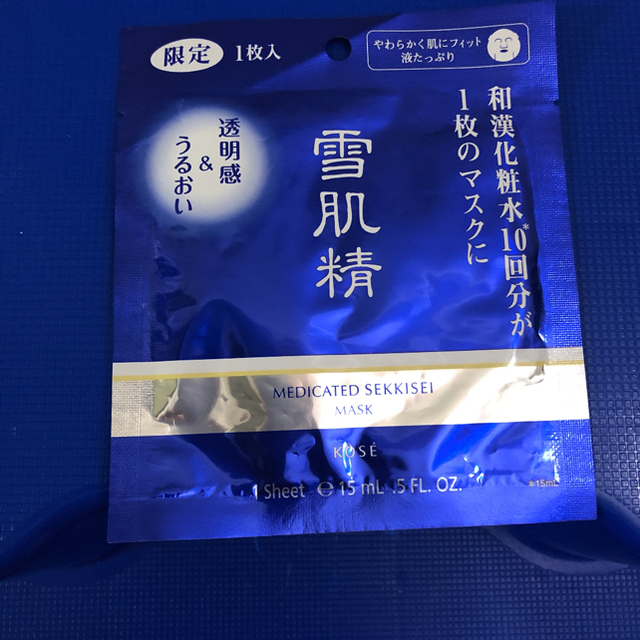 限定 1枚入
やわらかく肌にフィット
液たっぷり
透明感
&
うるおい
雪肌精
和漢化粧水10*回分が
1枚のマスクに
MEDICATED SEKKISEI
MASK
KOSÉ
1 Sheet ℮ 15 mL .5 FL. OZ.
*15mL